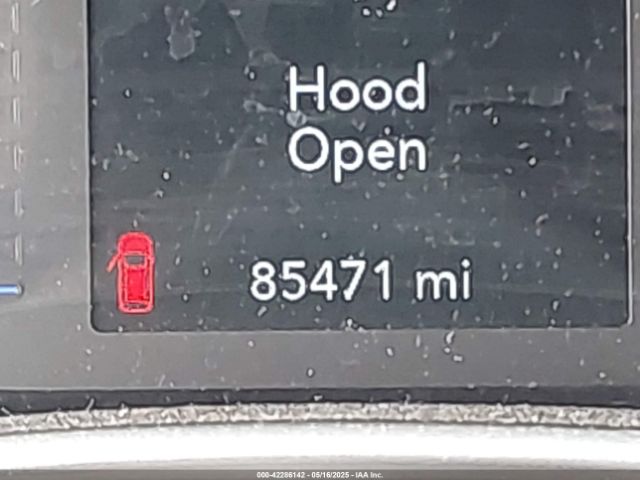 Hood
Open
85471 mi
000-42286142 - 05/16/2025 - IAA Inc.